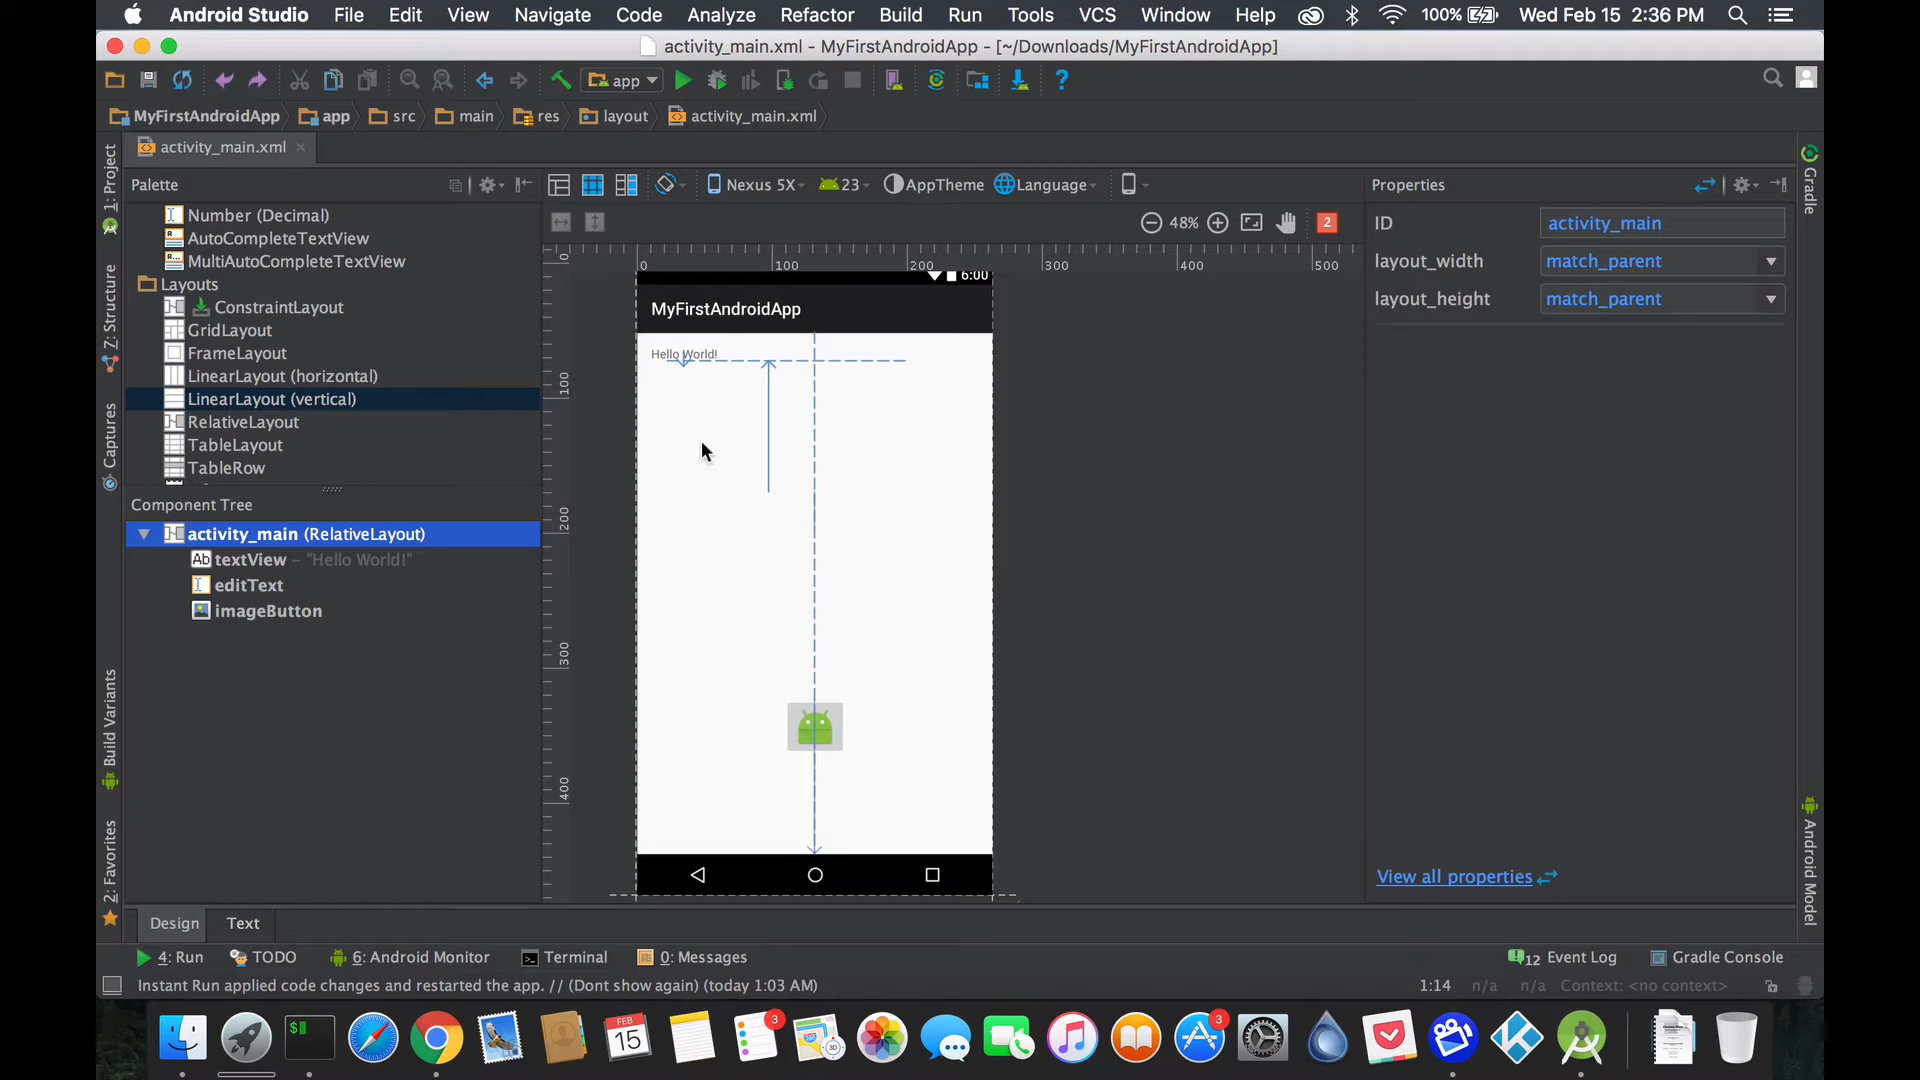 Android Studio File Edit View Navigate Code Analyze Refactor Build Run Tools VCS Window Help 100% Wed Feb 15 2:36 PM
activity_main.xml - MyFirstAndroidApp - [~/Downloads/MyFirstAndroidApp]
app
MyFirstAndroidApp app src main res layout activity_main.xml
activity_main.xml
1: Project
Z: Structure
Captures
Build Variants
2: Favorites
Palette
Number (Decimal)
AutoCompleteTextView
MultiAutoCompleteTextView
Layouts
ConstraintLayout
GridLayout
FrameLayout
LinearLayout (horizontal)
LinearLayout (vertical)
RelativeLayout
TableLayout
TableRow
Component Tree
activity_main (RelativeLayout)
textView – "Hello World!"
editText
imageButton
Nexus 5X 23 AppTheme Language
48% 2
0 100 200 300 400 500
0
100
200
300
400
6:00
MyFirstAndroidApp
Hello World!
Properties
ID activity_main
layout_width match_parent
layout_height match_parent
View all properties
Gradle
Android Model
Design Text
4: Run TODO 6: Android Monitor Terminal 0: Messages 12 Event Log Gradle Console
Instant Run applied code changes and restarted the app. // (Dont show again) (today 1:03 AM) 1:14 n/a n/a Context: <no context>
$
FEB
15
3
3D
3